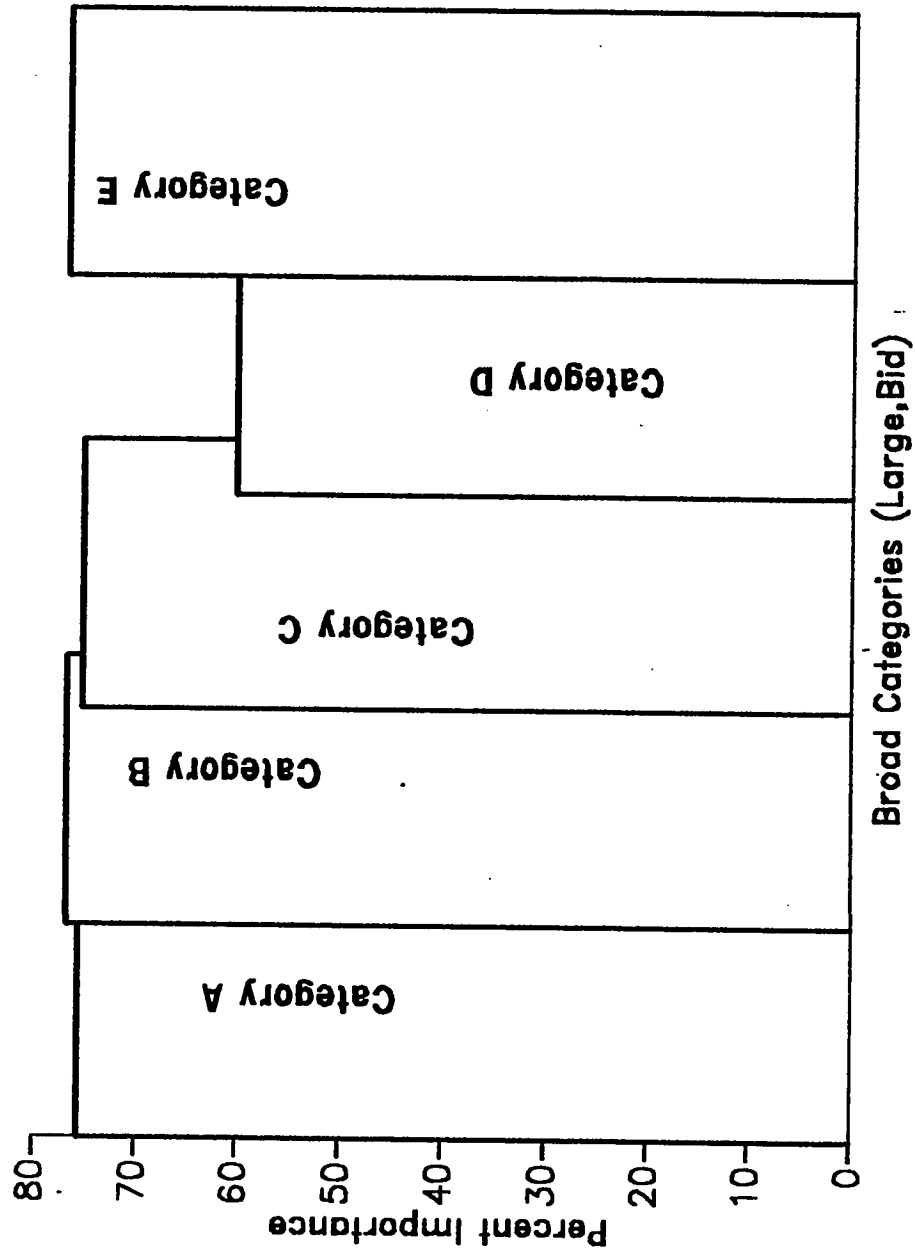 Percent Importance
80
70
60
50
40
30
20
10
0
Category A
Category B
Category C
Category D
Category E
Broad Categories (Large,Bid)